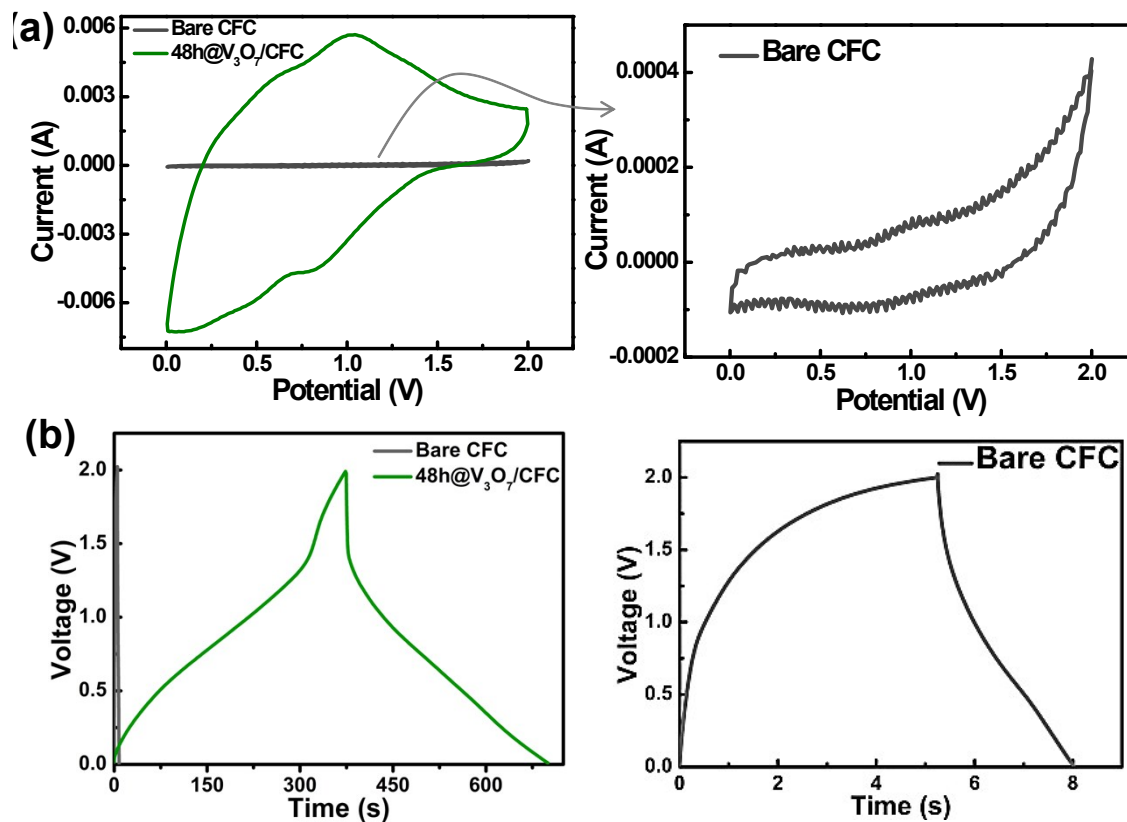 (a)
Bare CFC
48h@V₃O₇/CFC
0.006
0.003
0.000
-0.003
-0.006
Current (A)
0.0 0.5 1.0 1.5 2.0
Potential (V)
Bare CFC
0.0004
0.0002
0.0000
-0.0002
Current (A)
0.0 0.5 1.0 1.5 2.0
Potential (V)
(b)
Bare CFC
48h@V₃O₇/CFC
2.0
1.5
1.0
0.5
0.0
Voltage (V)
0 150 300 450 600
Time (s)
Bare CFC
2.0
1.5
1.0
0.5
0.0
Voltage (V)
0 2 4 6 8
Time (s)